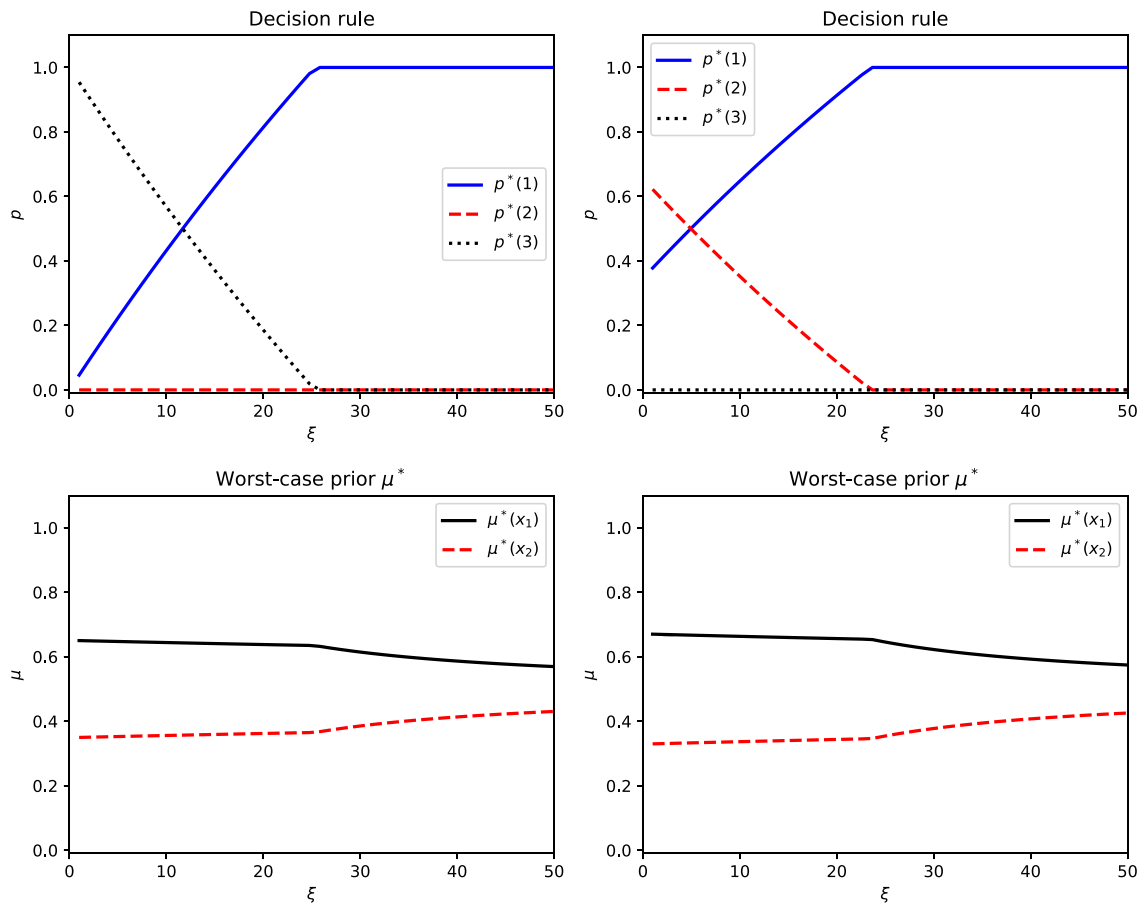 Decision rule
1.0
0.8
0.6
0.4
0.2
0.0
p
p*(1)
p*(2)
p*(3)
0 10 20 30 40 50
ξ
Decision rule
1.0
0.8
0.6
0.4
0.2
0.0
p
p*(1)
p*(2)
p*(3)
0 10 20 30 40 50
ξ
Worst-case prior μ*
1.0
0.8
0.6
0.4
0.2
0.0
μ
μ*(x₁)
μ*(x₂)
0 10 20 30 40 50
ξ
Worst-case prior μ*
1.0
0.8
0.6
0.4
0.2
0.0
μ
μ*(x₁)
μ*(x₂)
0 10 20 30 40 50
ξ